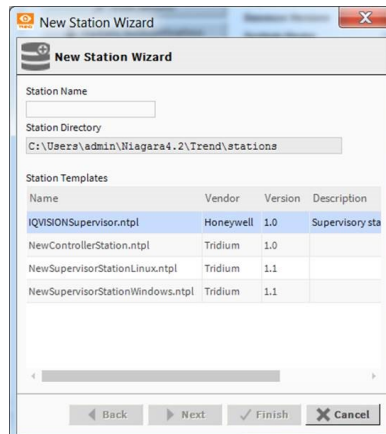 New Station Wizard
New Station Wizard
Station Name
Station Directory
C:\Users\admin\Niagara4.2\Trend\stations
Station Templates
Name Vendor Version Description
IQVISIONSupervisor.ntpl Honeywell 1.0 Supervisory sta
NewControllerStation.ntpl Tridium 1.0
NewSupervisorStationLinux.ntpl Tridium 1.1
NewSupervisorStationWindows.ntpl Tridium 1.1
Back Next Finish Cancel